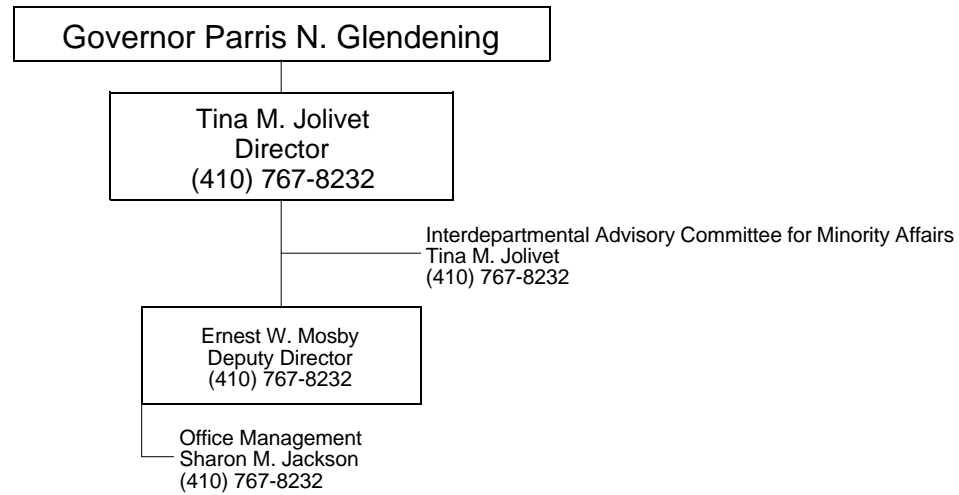 Governor Parris N. Glendening
Tina M. Jolivet
Director
(410) 767-8232
Interdepartmental Advisory Committee for Minority Affairs
Tina M. Jolivet
(410) 767-8232
Ernest W. Mosby
Deputy Director
(410) 767-8232
Office Management
Sharon M. Jackson
(410) 767-8232